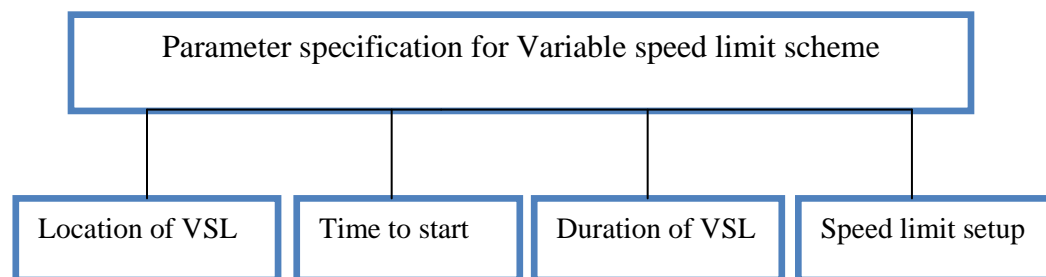 Parameter specification for Variable speed limit scheme
Location of VSL
Time to start
Duration of VSL
Speed limit setup